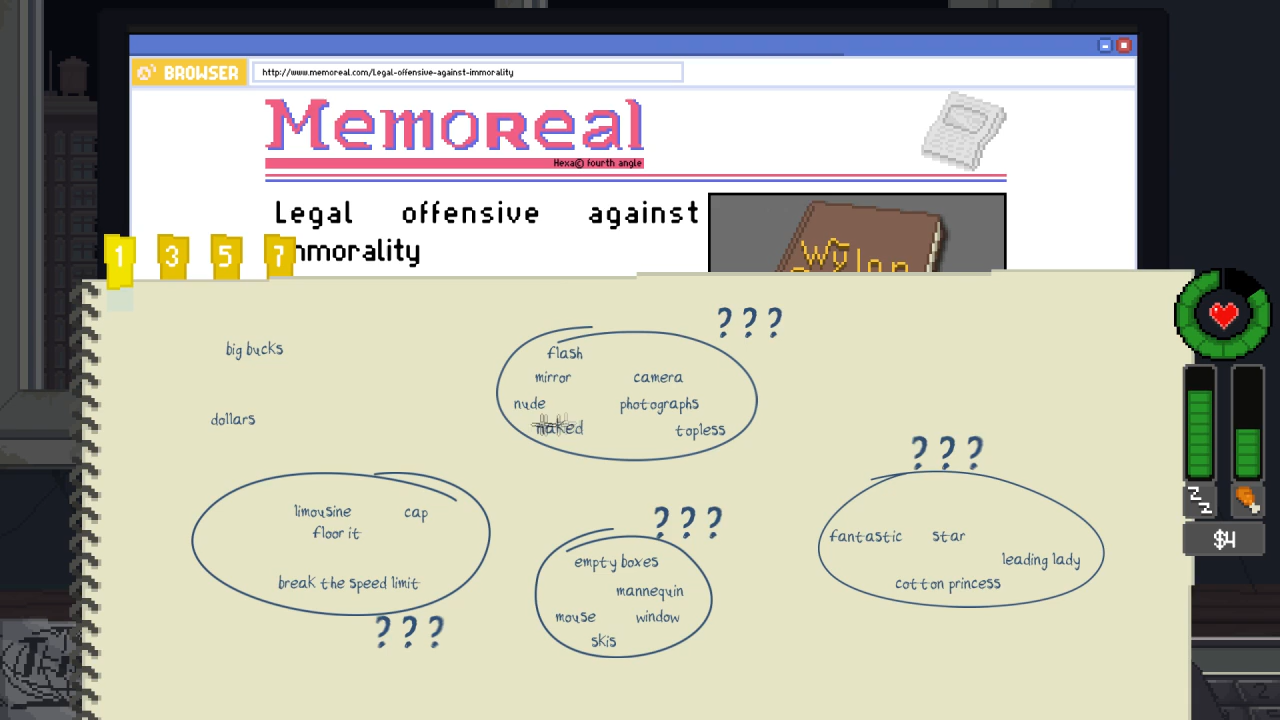 BROWSER
http://www.memoreal.com/Legal-offensive-against-immorality
Memoreal
Hexa© fourth angle
Legal offensive against
mmorality
1 3 5 7
big bucks
dollars
???
flash
mirror camera
nude photographs
naked topless
limousine cap
floor it
break the speed limit
???
???
empty boxes
mannequin
mouse window
skis
???
fantastic star
leading lady
cotton princess
zzz
$4